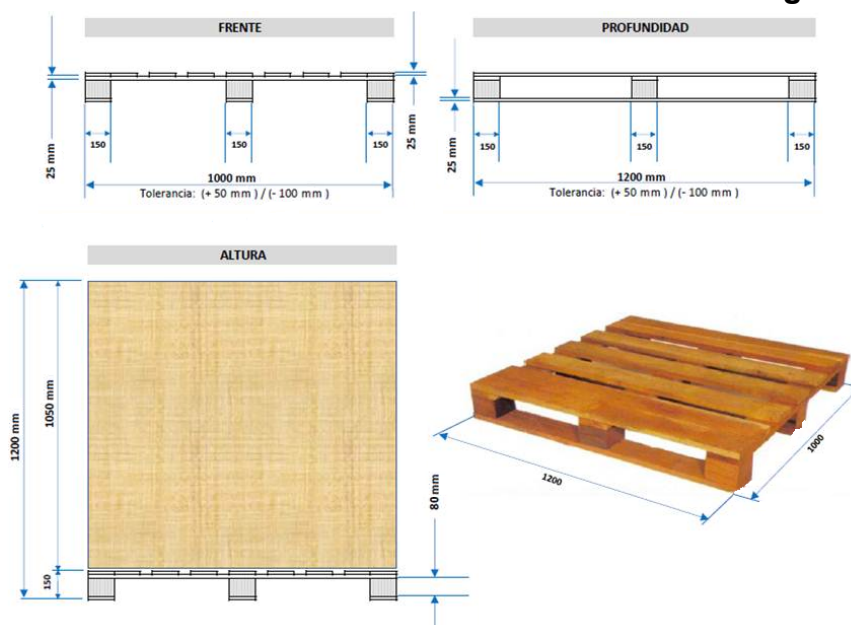 FRENTE
PROFUNDIDAD
150
150
150
25 mm
25 mm
1000 mm
Tolerancia: (+ 50 mm ) / (- 100 mm )
150
150
150
25 mm
1200 mm
Tolerancia: (+ 50 mm ) / (- 100 mm )
ALTURA
1200 mm
1050 mm
150
80 mm
1200
1000